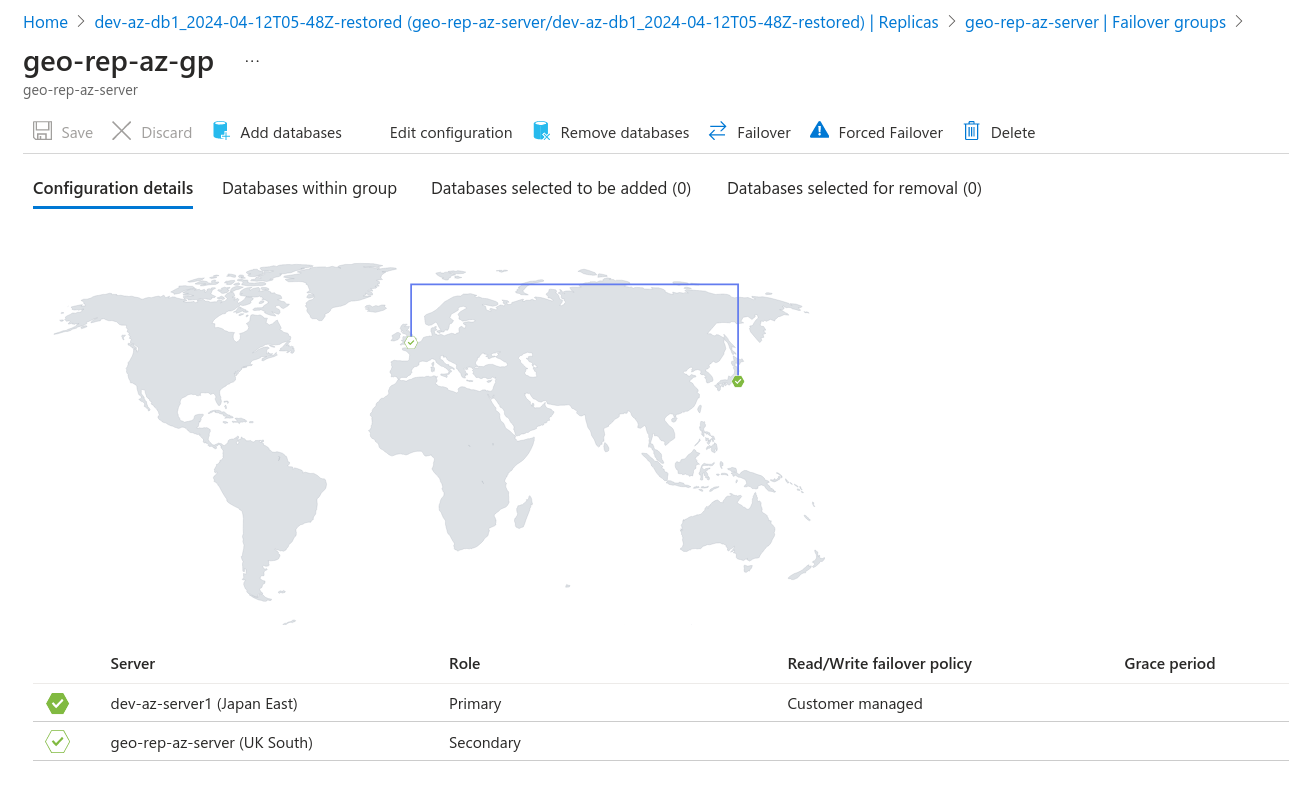 Home > dev-az-db1_2024-04-12T05-48Z-restored (geo-rep-az-server/dev-az-db1_2024-04-12T05-48Z-restored) | Replicas > geo-rep-az-server | Failover groups >
geo-rep-az-gp ...
geo-rep-az-server
Save Discard Add databases Edit configuration Remove databases Failover Forced Failover Delete
Configuration details Databases within group Databases selected to be added (0) Databases selected for removal (0)
Server Role Read/Write failover policy Grace period
dev-az-server1 (Japan East) Primary Customer managed
geo-rep-az-server (UK South) Secondary